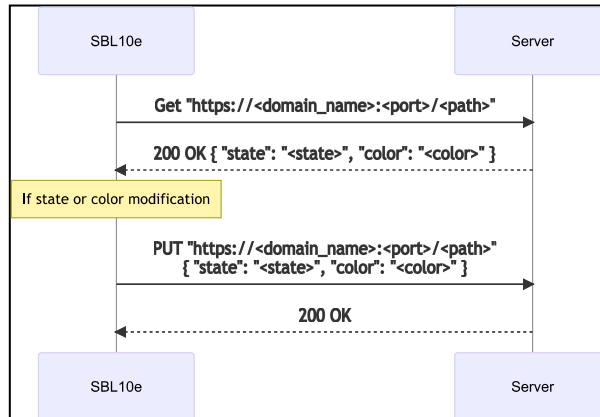 SBL10e
Server
Get "https://<domain_name>:<port>/<path>"
200 OK { "state": "<state>", "color": "<color>" }
If state or color modification
PUT "https://<domain_name>:<port>/<path>"
{ "state": "<state>", "color": "<color>" }
200 OK
SBL10e
Server